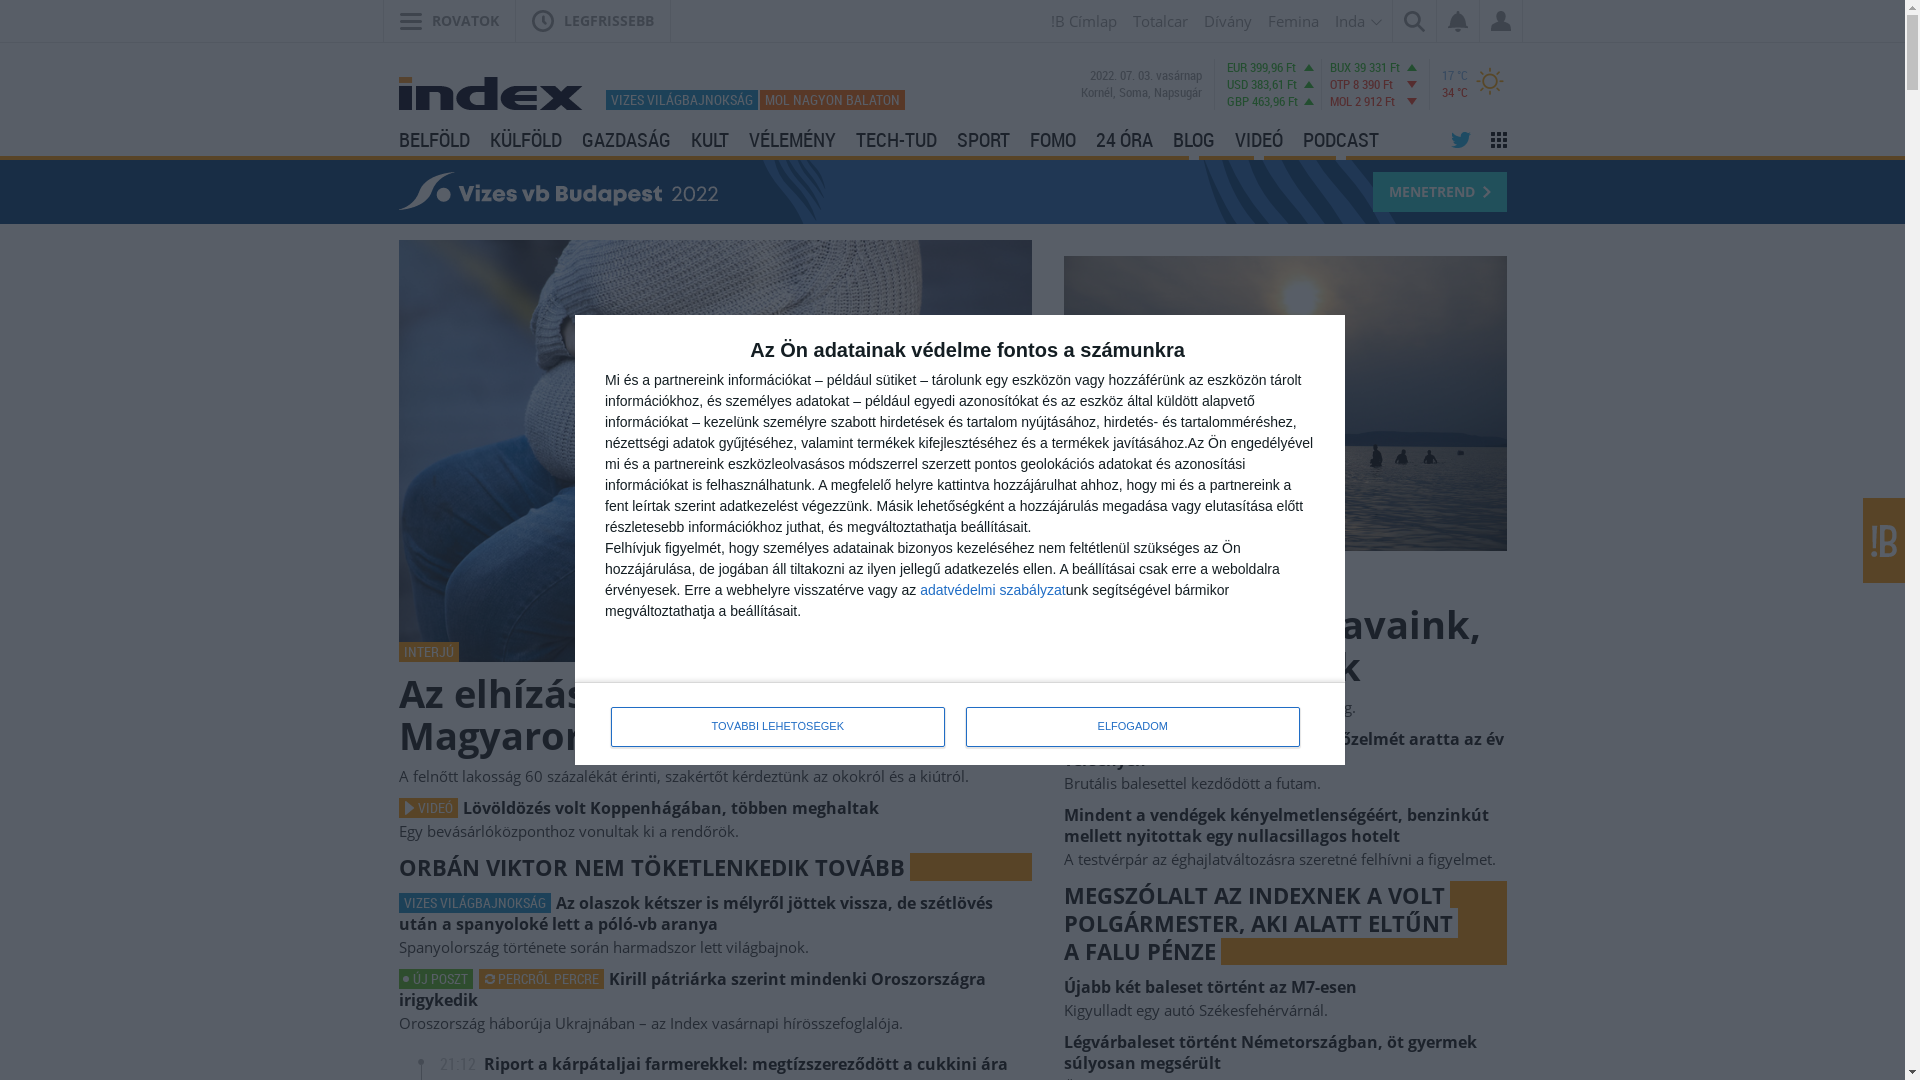 ROVATOK
LEGFRISSEBB
!B Címlap
Totalcar
Dívány
Femina
Inda
index
VIZES VILÁGBAJNOKSÁG
MOL NAGYON BALATON
2022. 07. 03. vasárnap
Kornél, Soma, Napsugár
EUR 399,96 Ft
USD 383,61 Ft
GBP 463,96 Ft
BUX 39 331 Ft
OTP 8 390 Ft
MOL 2 912 Ft
17 °C
34 °C
BELFÖLD
KÜLFÖLD
GAZDASÁG
KULT
VÉLEMÉNY
TECH-TUD
SPORT
FOMO
24 ÓRA
BLOG
VIDEÓ
PODCAST
Vizes vb Budapest 2022
MENETREND
Az Ön adatainak védelme fontos a számunkra
Mi és a partnereink információkat – például sütiket – tárolunk egy eszközön vagy hozzáférünk az eszközön tárolt
információkhoz, és személyes adatokat – például egyedi azonosítókat és az eszköz által küldött alapvető
információkat – kezelünk személyre szabott hirdetések és tartalom nyújtásához, hirdetés- és tartalomméréshez,
nézettségi adatok gyűjtéséhez, valamint termékek kifejlesztéséhez és a termékek javításához.Az Ön engedélyével
mi és a partnereink eszközleolvasásos módszerrel szerzett pontos geolokációs adatokat és azonosítási
információkat is felhasználhatunk. A megfelelő helyre kattintva hozzájárulhat ahhoz, hogy mi és a partnereink a
fent leírtak szerint adatkezelést végezzünk. Másik lehetőségként a hozzájárulás megadása vagy elutasítása előtt
részletesebb információkhoz juthat, és megváltoztathatja beállításait.
Felhívjuk figyelmét, hogy személyes adatainak bizonyos kezeléséhez nem feltétlenül szükséges az Ön
hozzájárulása, de jogában áll tiltakozni az ilyen jellegű adatkezelés ellen. A beállításai csak erre a weboldalra
érvényesek. Erre a webhelyre visszatérve vagy az adatvédelmi szabályzatunk segítségével bármikor
megváltoztathatja a beállításait.
TOVÁBBI LEHETŐSÉGEK
ELFOGADOM
!B
INTERJÚ
Az elhízás
Magyaror
A felnőtt lakosság 60 százalékát érinti, szakértőt kérdeztünk az okokról és a kiútról.
VIDEÓ Lövöldözés volt Koppenhágában, többen meghaltak
Egy bevásárlóközponthoz vonultak ki a rendőrök.
ORBÁN VIKTOR NEM TÖKETLENKEDIK TOVÁBB
VIZES VILÁGBAJNOKSÁG Az olaszok kétszer is mélyről jöttek vissza, de szétlövés
után a spanyoloké lett a póló-vb aranya
Spanyolország története során harmadszor lett világbajnok.
ÚJ POSZT PERCRŐL PERCRE Kirill pátriárka szerint mindenki Oroszországra
irigykedik
Oroszország háborúja Ukrajnában – az Index vasárnapi hírösszefoglalója.
21:12 Riport a kárpátaljai farmerekkel: megtízszereződött a cukkini ára
avaink,
k
g.
őzelmét aratta az év
Brutális balesettel kezdődött a futam.
Mindent a vendégek kényelmetlenségéért, benzinkút
mellett nyitottak egy nullacsillagos hotelt
A testvérpár az éghajlatváltozásra szeretné felhívni a figyelmet.
MEGSZÓLALT AZ INDEXNEK A VOLT
POLGÁRMESTER, AKI ALATT ELTŰNT
A FALU PÉNZE
Újabb két baleset történt az M7-esen
Kigyulladt egy autó Székesfehérvárnál.
Légvárbaleset történt Németországban, öt gyermek
súlyosan megsérült